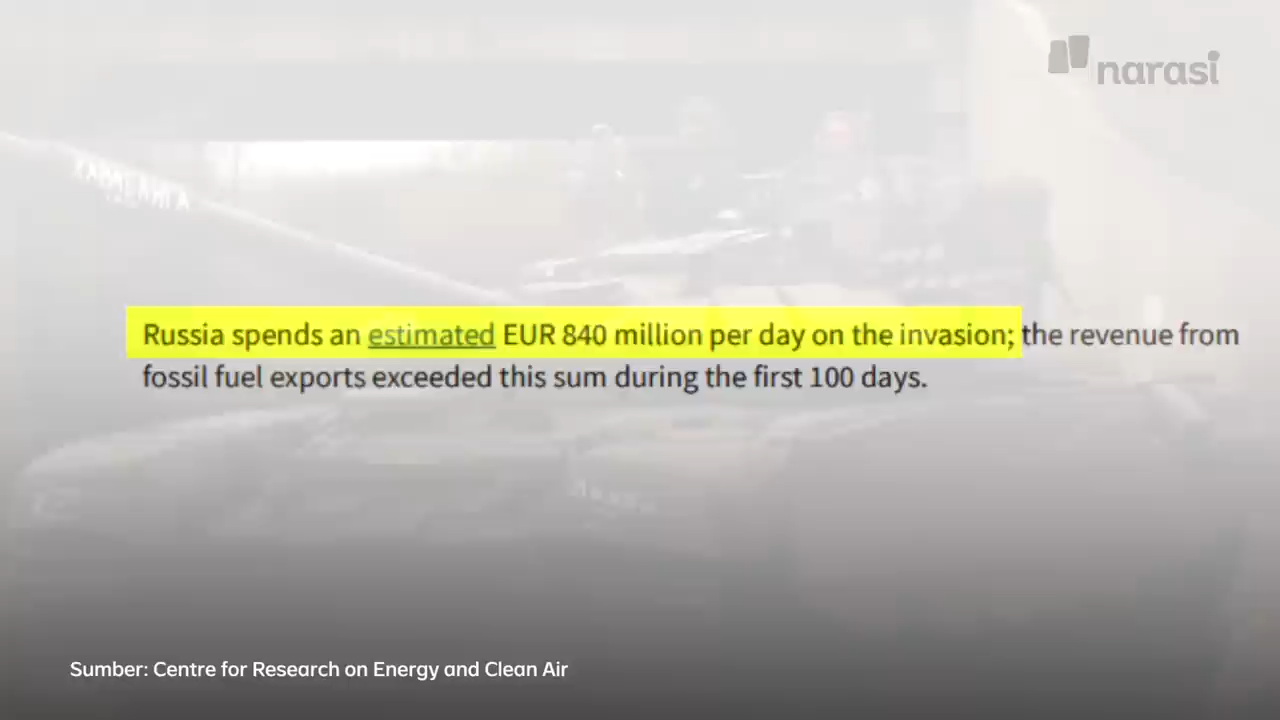 narasi
Russia spends an estimated EUR 840 million per day on the invasion; the revenue from
fossil fuel exports exceeded this sum during the first 100 days.
Sumber: Centre for Research on Energy and Clean Air